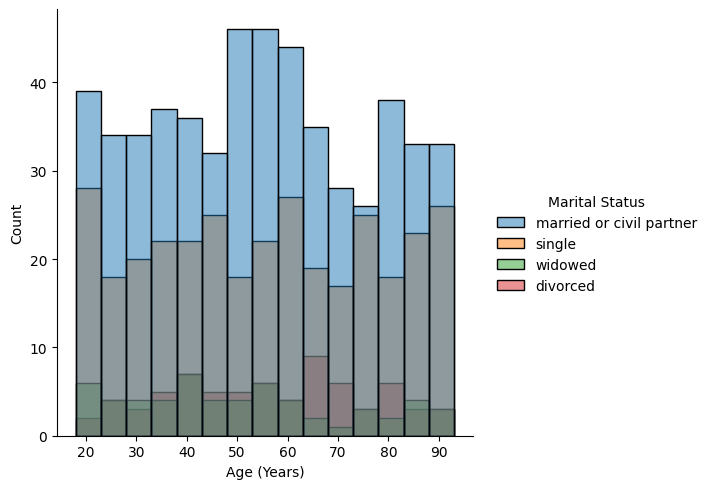 40
30
20
10
0
Count
20 30 40 50 60 70 80 90
Age (Years)
Marital Status
married or civil partner
single
widowed
divorced